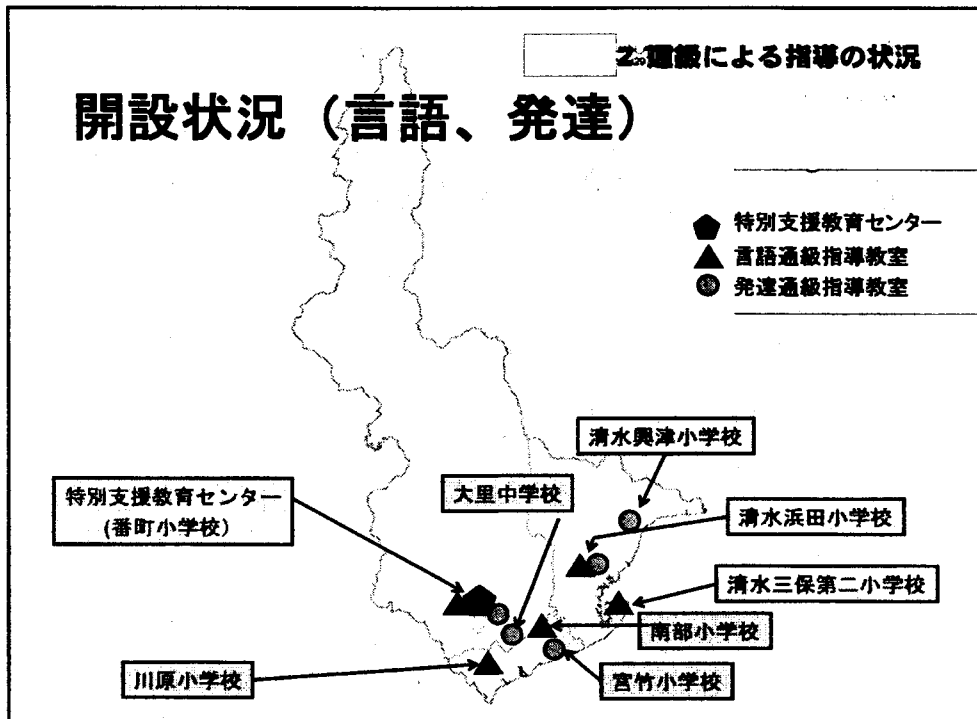 通級による指導の状況
開設状況（言語、発達）
特別支援教育センター
言語通級指導教室
発達通級指導教室
清水興津小学校
大里中学校
特別支援教育センター
(番町小学校)
清水浜田小学校
清水三保第二小学校
南部小学校
川原小学校
宮竹小学校